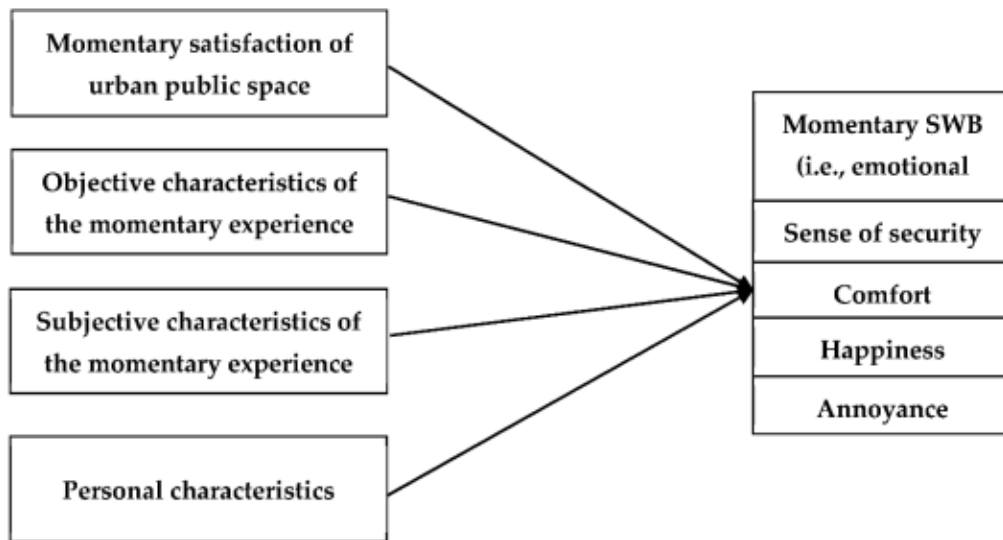 Momentary satisfaction of
urban public space
Objective characteristics of
the momentary experience
Subjective characteristics of
the momentary experience
Personal characteristics
Momentary SWB
(i.e., emotional
Sense of security
Comfort
Happiness
Annoyance